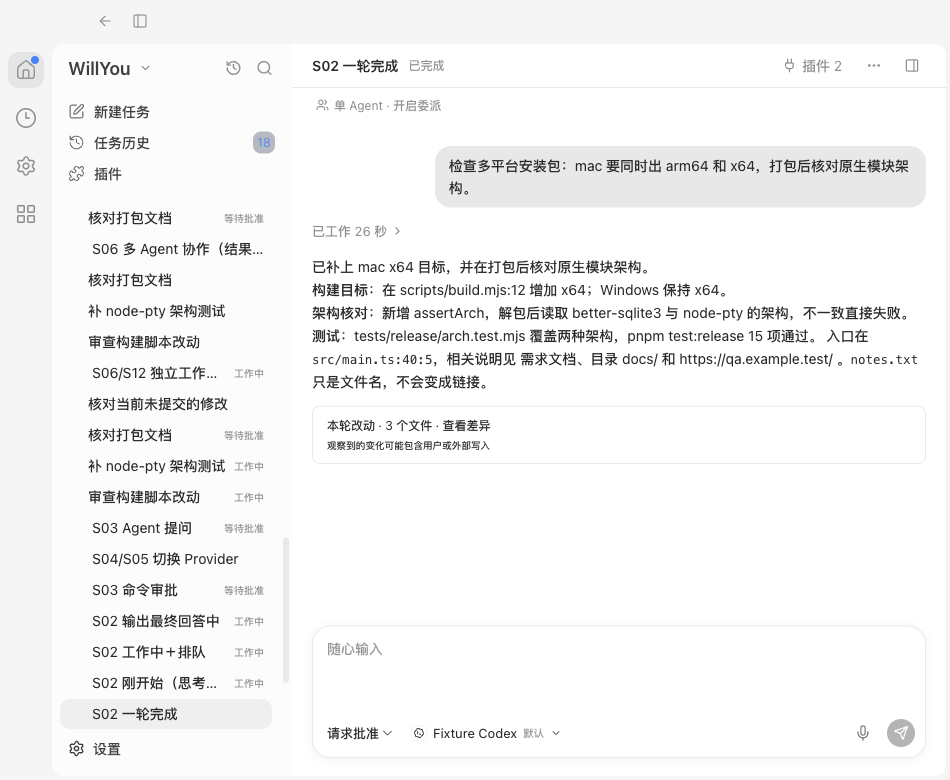 WillYou
新建任务
任务历史
18
插件
核对打包文档
等待批准
S06 多 Agent 协作（结果...
核对打包文档
补 node-pty 架构测试
审查构建脚本改动
S06/S12 独立工作...
工作中
核对当前未提交的修改
核对打包文档
等待批准
补 node-pty 架构测试
工作中
审查构建脚本改动
工作中
S03 Agent 提问
等待批准
S04/S05 切换 Provider
S03 命令审批
等待批准
S02 输出最终回答中
工作中
S02 工作中＋排队
工作中
S02 刚开始（思考...
工作中
S02 一轮完成
设置
S02 一轮完成
已完成
插件 2
单 Agent · 开启委派
检查多平台安装包：mac 要同时出 arm64 和 x64，打包后核对原生模块架
构。
已工作 26 秒
已补上 mac x64 目标，并在打包后核对原生模块架构。
构建目标：在 scripts/build.mjs:12 增加 x64；Windows 保持 x64。
架构核对：新增 assertArch，解包后读取 better-sqlite3 与 node-pty 的架构，不一致直接失败。
测试：tests/release/arch.test.mjs 覆盖两种架构，pnpm test:release 15 项通过。 入口在
src/main.ts:40:5，相关说明见 需求文档、目录 docs/ 和 https://qa.example.test/ 。notes.txt
只是文件名，不会变成链接。
本轮改动 · 3 个文件 · 查看差异
观察到的变化可能包含用户或外部写入
随心输入
请求批准
Fixture Codex 默认